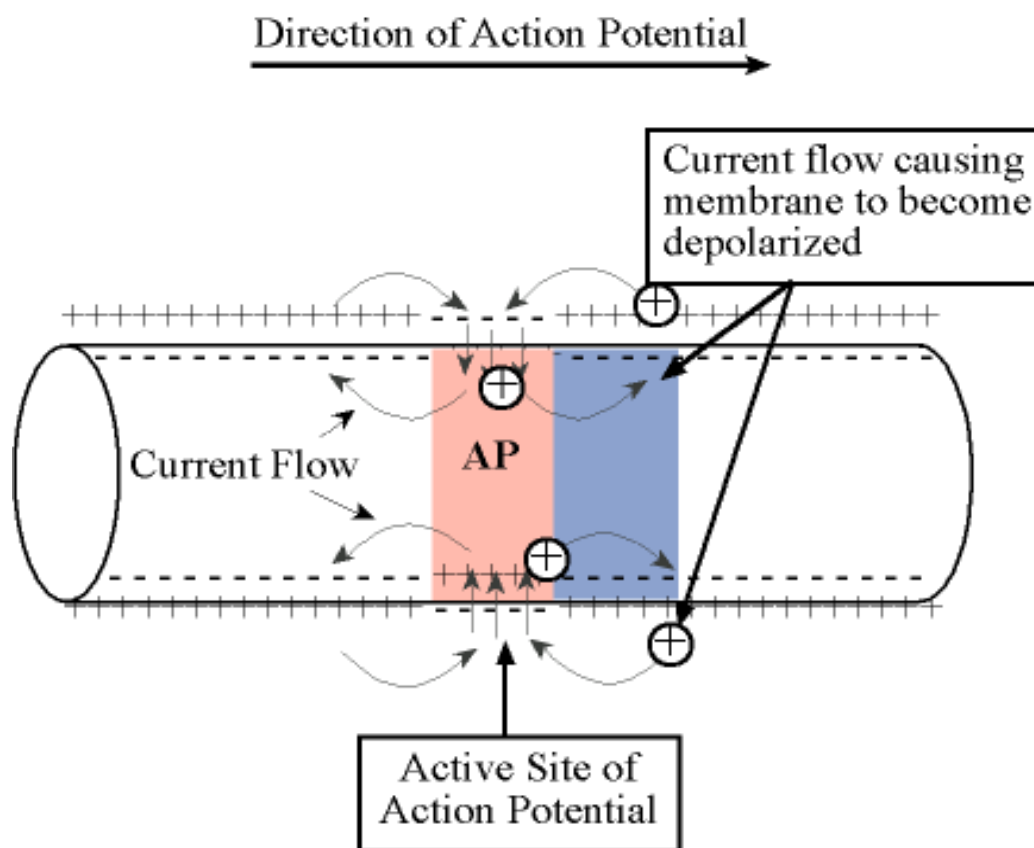 Direction of Action Potential
Current flow causing
membrane to become
depolarized
AP
Current Flow
Active Site of
Action Potential